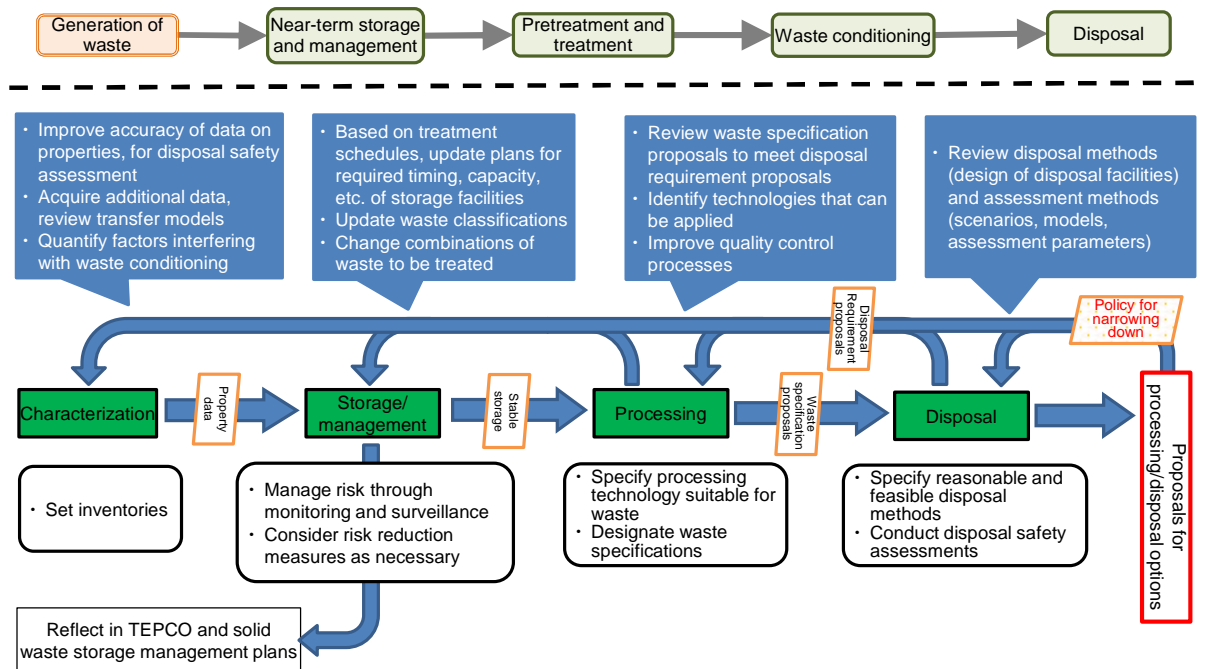 Generation of
waste
Near-term storage
and management
Pretreatment and
treatment
Waste conditioning
Disposal
・ Improve accuracy of data on
properties, for disposal safety
assessment
・ Acquire additional data,
review transfer models
・ Quantify factors interfering
with waste conditioning
・ Based on treatment
schedules, update plans for
required timing, capacity,
etc. of storage facilities
・ Update waste classifications
・ Change combinations of
waste to be treated
・ Review waste specification
proposals to meet disposal
requirement proposals
・ Identify technologies that can
be applied
・ Improve quality control
processes
・ Review disposal methods
(design of disposal facilities)
and assessment methods
(scenarios, models,
assessment parameters)
Disposal
Requirement
proposals
Policy for
narrowing
down
Characterization
Property
data
Storage/
management
Stable
storage
Processing
Waste
specification
proposals
Disposal
Proposals for
processing/disposal options
・ Set inventories
・ Manage risk through
monitoring and surveillance
・ Consider risk reduction
measures as necessary
・ Specify processing
technology suitable for
waste
・ Designate waste
specifications
・ Specify reasonable and
feasible disposal
methods
・ Conduct disposal safety
assessments
Reflect in TEPCO and solid
waste storage management plans